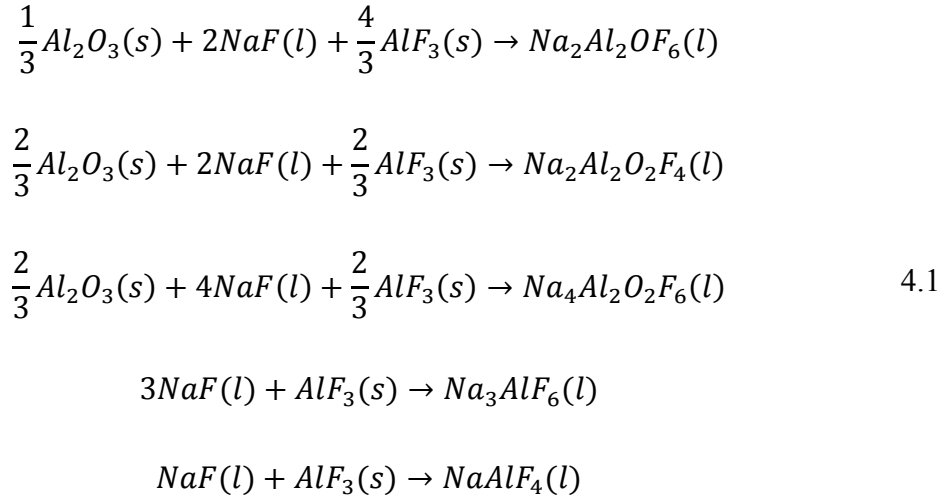 1/3 Al₂O₃(s) + 2NaF(l) + 4/3 AlF₃(s) → Na₂Al₂OF₆(l)
2/3 Al₂O₃(s) + 2NaF(l) + 2/3 AlF₃(s) → Na₂Al₂O₂F₄(l)
2/3 Al₂O₃(s) + 4NaF(l) + 2/3 AlF₃(s) → Na₄Al₂O₂F₆(l) 4.1
3NaF(l) + AlF₃(s) → Na₃AlF₆(l)
NaF(l) + AlF₃(s) → NaAlF₄(l)